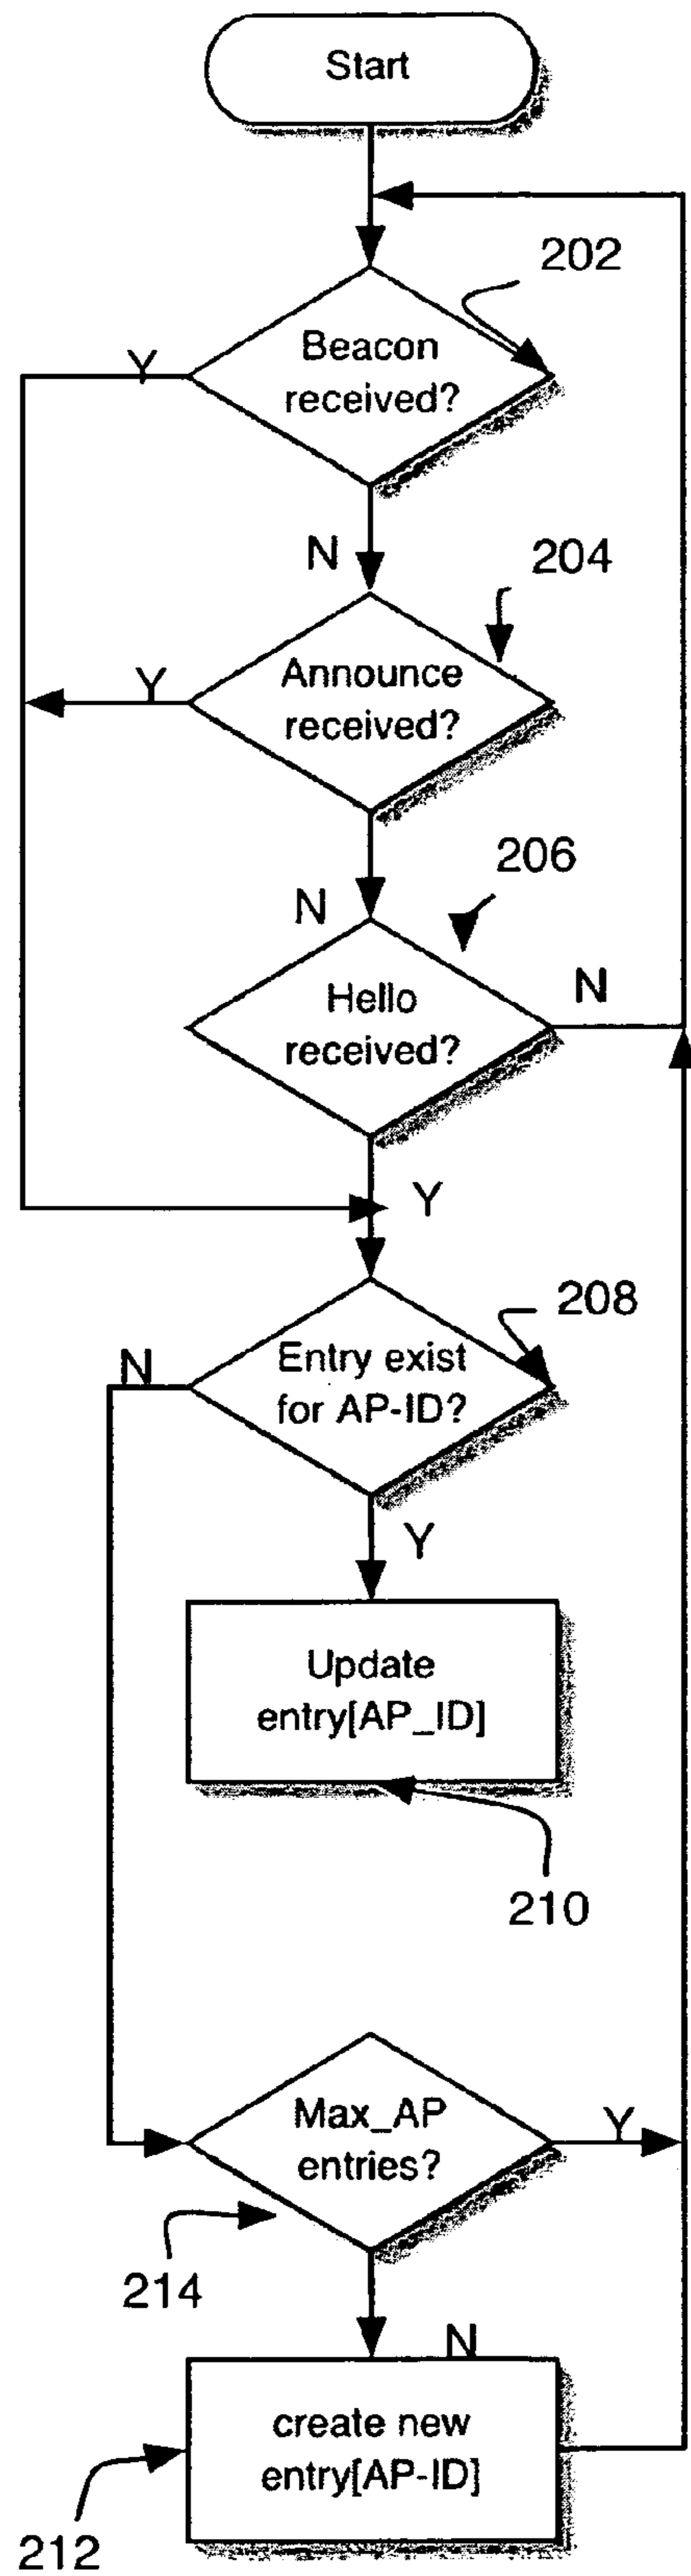 Start
202
Beacon
received?
Y
N
204
Announce
received?
Y
N
206
Hello
received?
N
Y
208
Entry exist
for AP-ID?
N
Y
Update
entry[AP_ID]
210
Max_AP
entries?
Y
214
N
create new
entry[AP-ID]
212